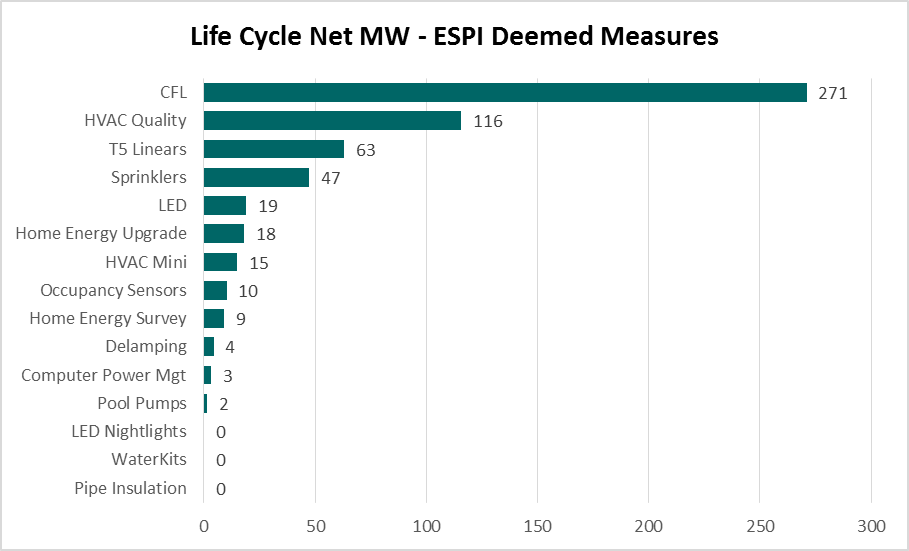 Life Cycle Net MW - ESPI Deemed Measures
CFL 271
HVAC Quality 116
T5 Linears 63
Sprinklers 47
LED 19
Home Energy Upgrade 18
HVAC Mini 15
Occupancy Sensors 10
Home Energy Survey 9
Delamping 4
Computer Power Mgt 3
Pool Pumps 2
LED Nightlights 0
WaterKits 0
Pipe Insulation 0
0 50 100 150 200 250 300